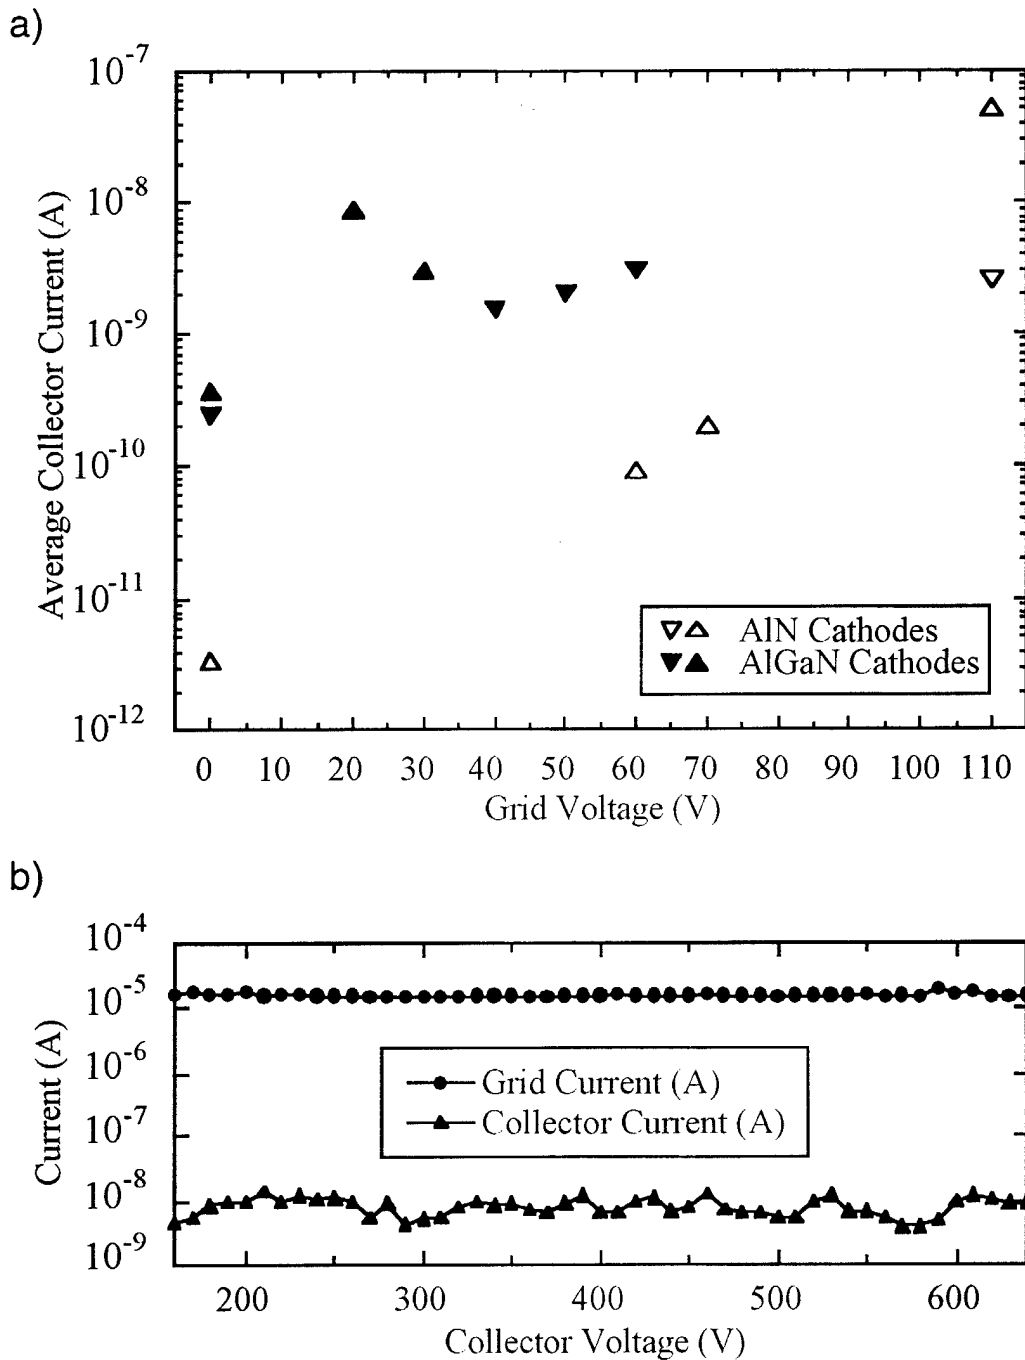 a)
10^-7
10^-8
10^-9
10^-10
10^-11
10^-12
Average Collector Current (A)
AlN Cathodes
AlGaN Cathodes
0 10 20 30 40 50 60 70 80 90 100 110
Grid Voltage (V)
b)
10^-4
10^-5
10^-6
10^-7
10^-8
10^-9
Current (A)
Grid Current (A)
Collector Current (A)
200 300 400 500 600
Collector Voltage (V)